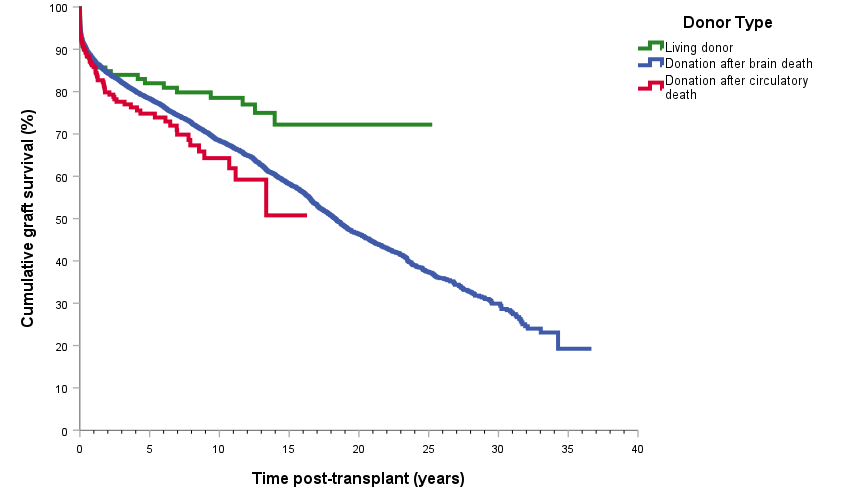 Donor Type
Living donor
Donation after brain death
Donation after circulatory
death
Cumulative graft survival (%)
100
90
80
70
60
50
40
30
20
10
0
0 5 10 15 20 25 30 35 40
Time post-transplant (years)